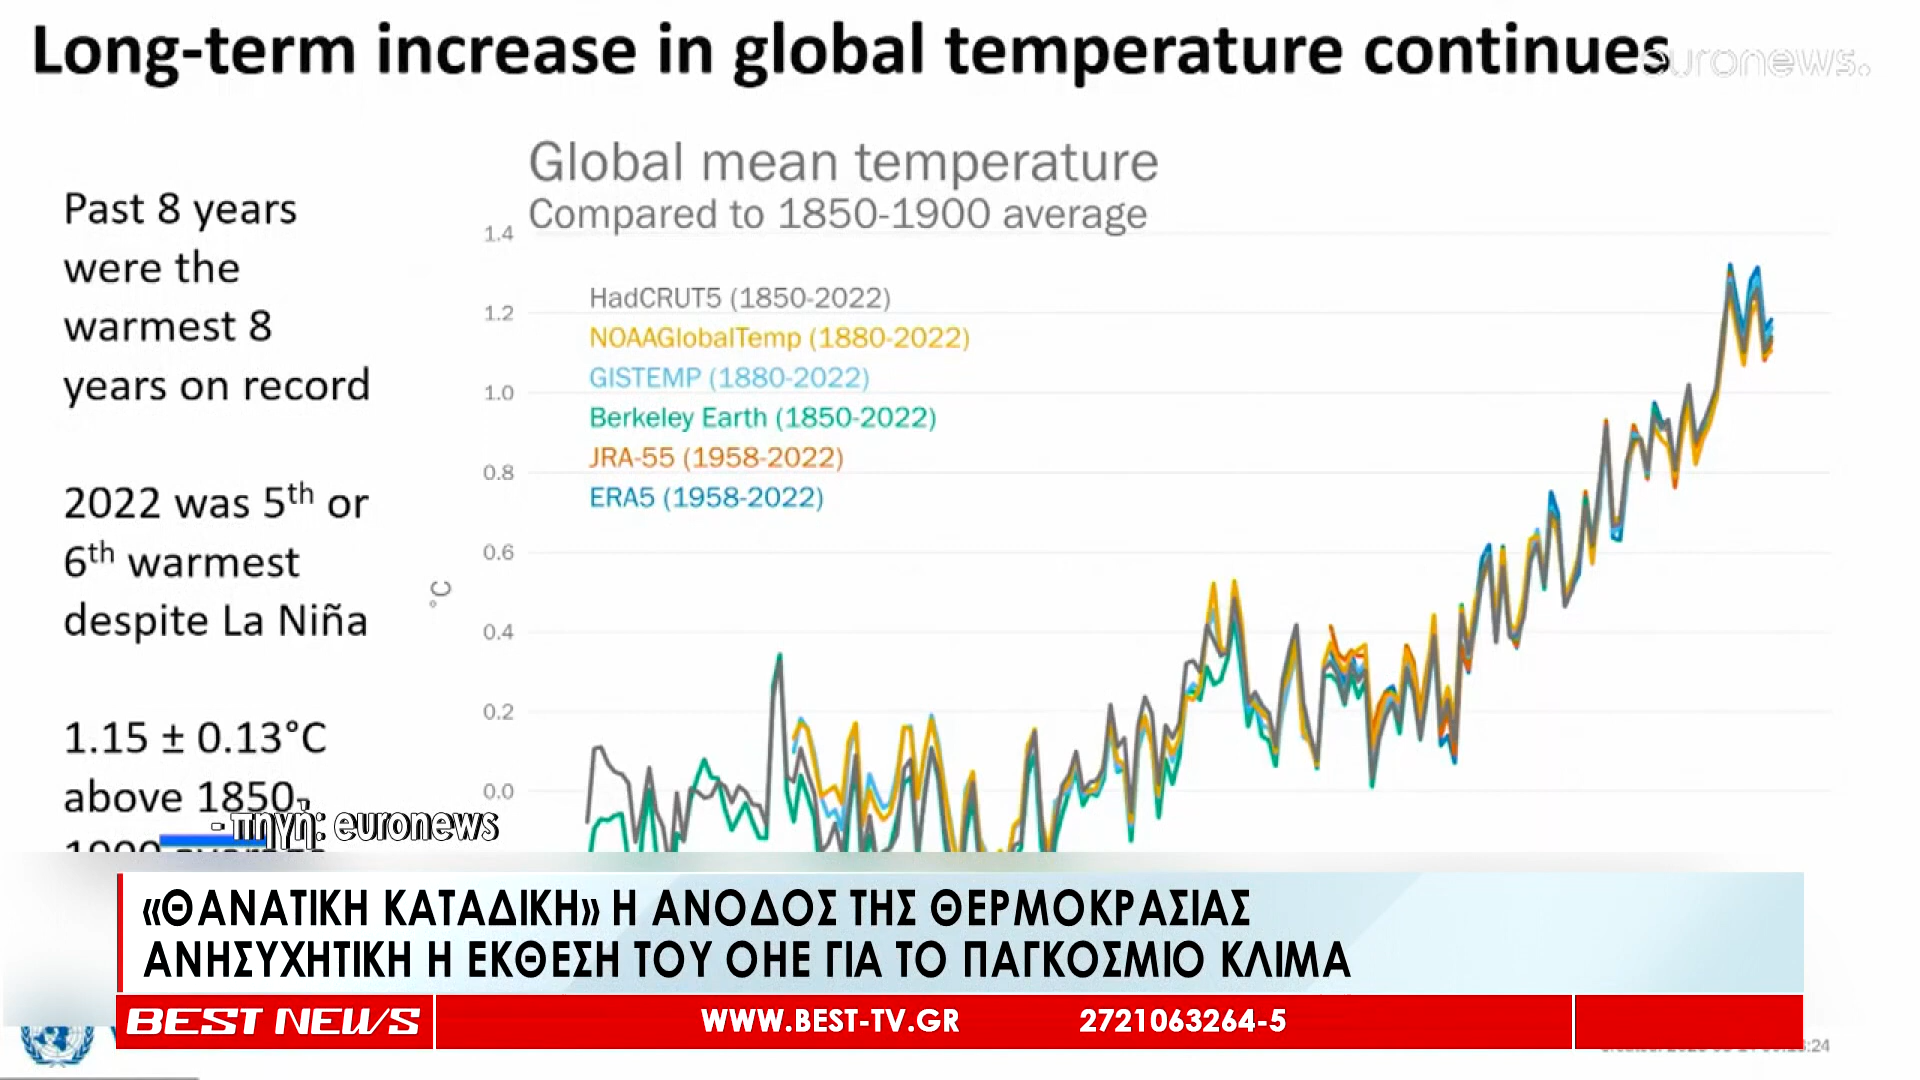 Long-term increase in global temperature continues
euronews.
Global mean temperature
Compared to 1850-1900 average
Past 8 years
were the
warmest 8
years on record
2022 was 5th or
6th warmest
despite La Niña
1.15 ± 0.13°C
above 1850-
1900 average
1.4
1.2
1.0
0.8
0.6
0.4
0.2
0.0
°C
HadCRUT5 (1850-2022)
NOAAGlobalTemp (1880-2022)
GISTEMP (1880-2022)
Berkeley Earth (1850-2022)
JRA-55 (1958-2022)
ERA5 (1958-2022)
- πηγή: euronews
«ΘΑΝΑΤΙΚΗ ΚΑΤΑΔΙΚΗ» Η ΑΝΟΔΟΣ ΤΗΣ ΘΕΡΜΟΚΡΑΣΙΑΣ
ΑΝΗΣΥΧΗΤΙΚΗ Η ΕΚΘΕΣΗ ΤΟΥ ΟΗΕ ΓΙΑ ΤΟ ΠΑΓΚΟΣΜΙΟ ΚΛΙΜΑ
BEST NEWS
WWW.BEST-TV.GR
2721063264-5